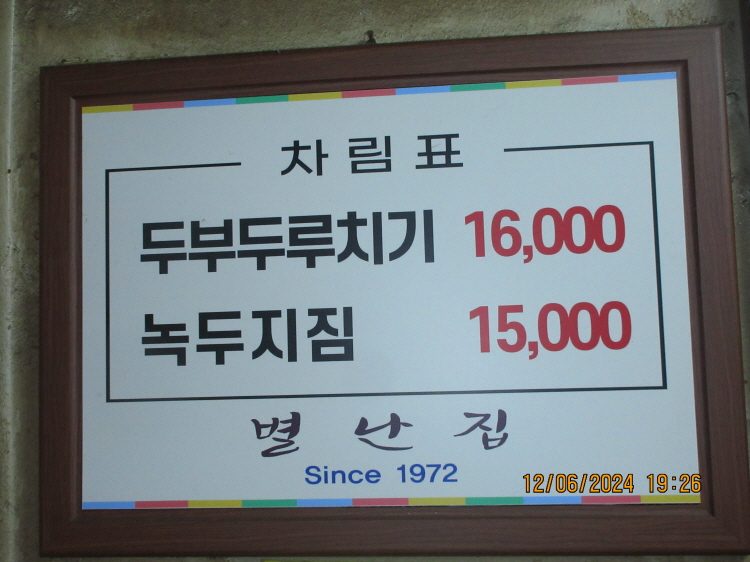 차림표
두부두루치기 16,000
녹두지짐 15,000
별난집
Since 1972
12/06/2024 19:26